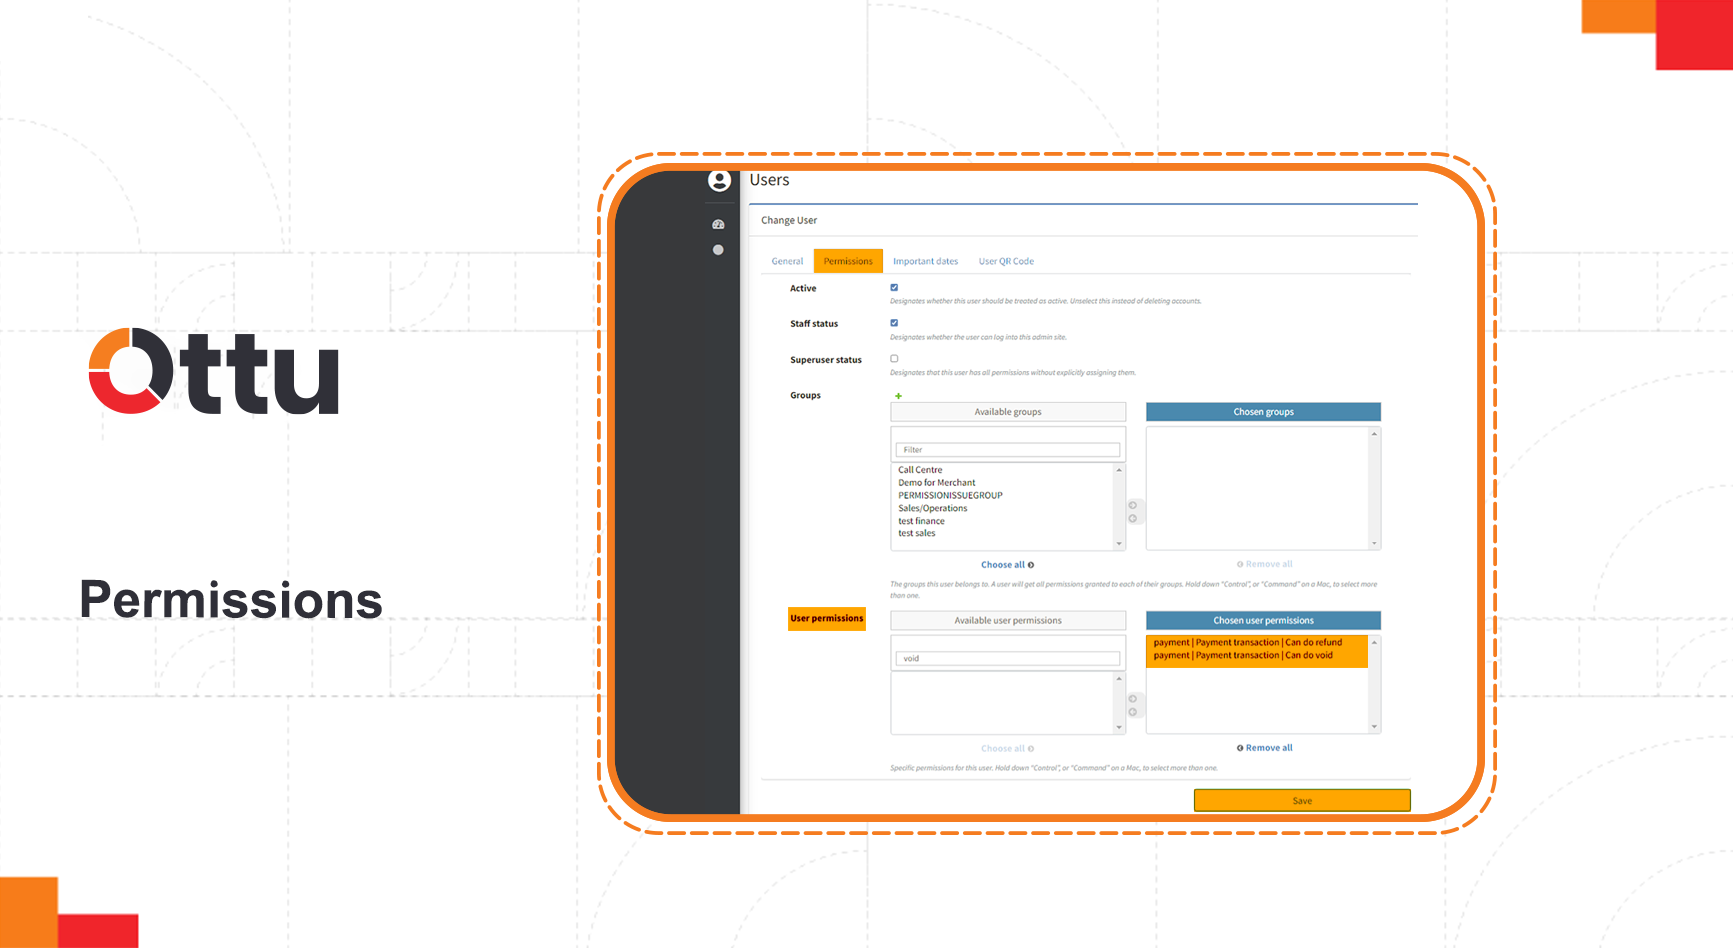 Ottu
Permissions
Users
Change User
General Permissions Important dates User QR Code
Active
Designates whether this user should be treated as active. Unselect this instead of deleting accounts.
Staff status
Designates whether the user can log into this admin site.
Superuser status
Designates that this user has all permissions without explicitly assigning them.
Groups
Available groups
Filter
Call Centre
Demo for Merchant
PERMISSIONISSUEGROUP
Sales/Operations
test finance
test sales
Choose all
Chosen groups
Remove all
The groups this user belongs to. A user will get all permissions granted to each of their groups. Hold down "Control", or "Command" on a Mac, to select more
than one.
User permissions
Available user permissions
void
Choose all
Chosen user permissions
payment | Payment transaction | Can do refund
payment | Payment transaction | Can do void
Remove all
Specific permissions for this user. Hold down "Control", or "Command" on a Mac, to select more than one.
Save